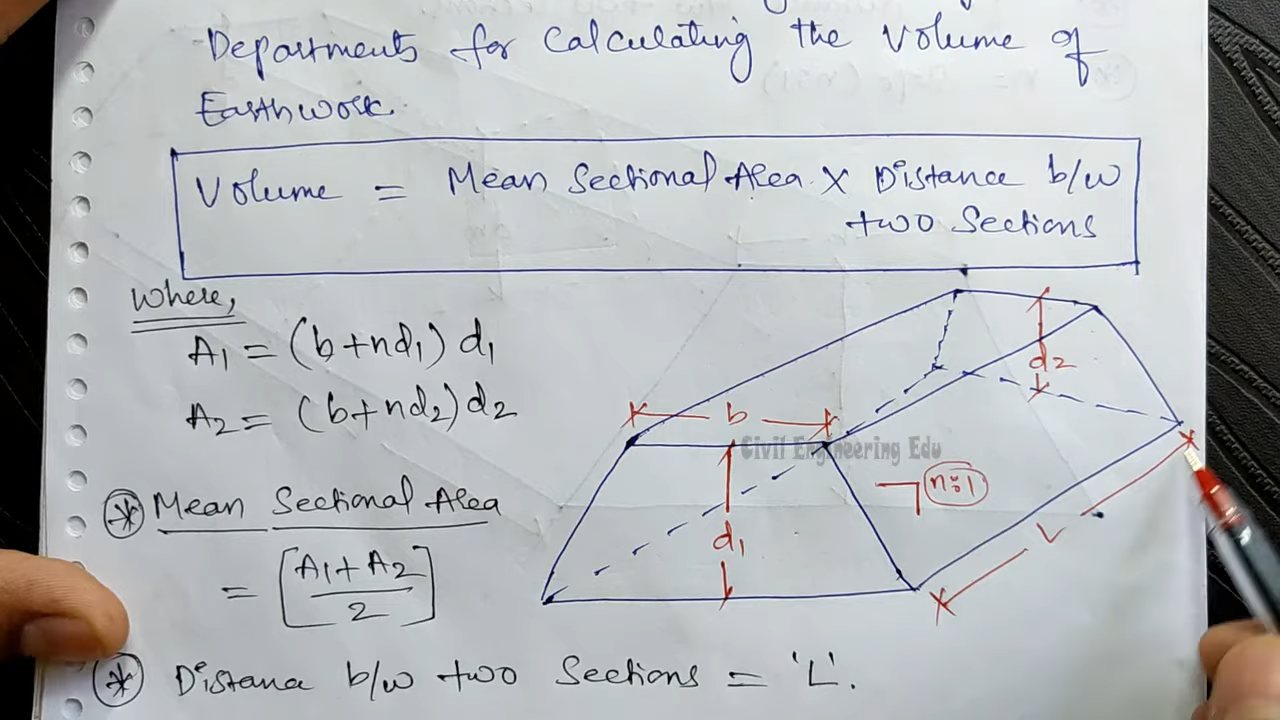 Departments for Calculating the Volume of
Earthwork.
Volume = Mean Sectional Area × Distance b/w
two Sections
Where,
A1 = (b+nd1) d1
A2 = (b+nd2) d2
Mean Sectional Area
= [A1+A2/2]
Distance b/w two Sections = 'L'.
b
d1
d2
n:1
L
Civil Engineering Edu